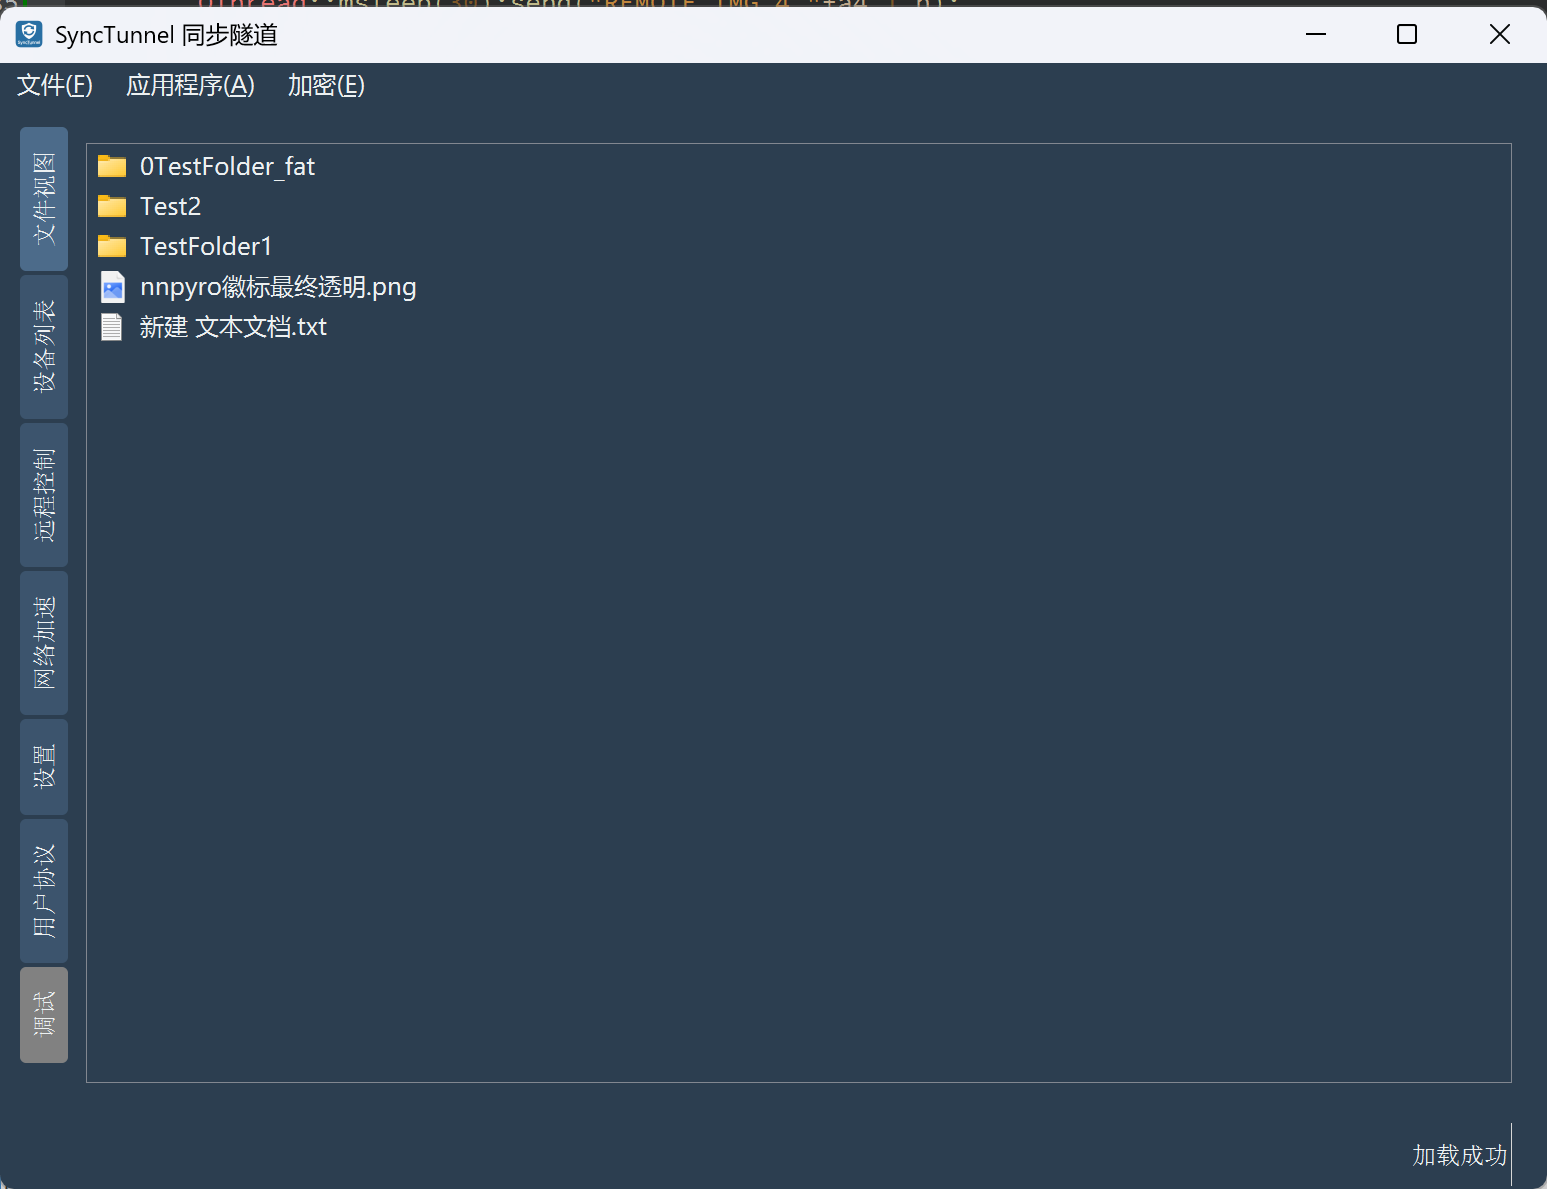 SyncTunnel 同步隧道
文件(F) 应用程序(A) 加密(E)
文件视图
设备列表
远程控制
网络加速
设置
用户协议
调试
0TestFolder_fat
Test2
TestFolder1
nnpyro徽标最终透明.png
新建 文本文档.txt
加载成功